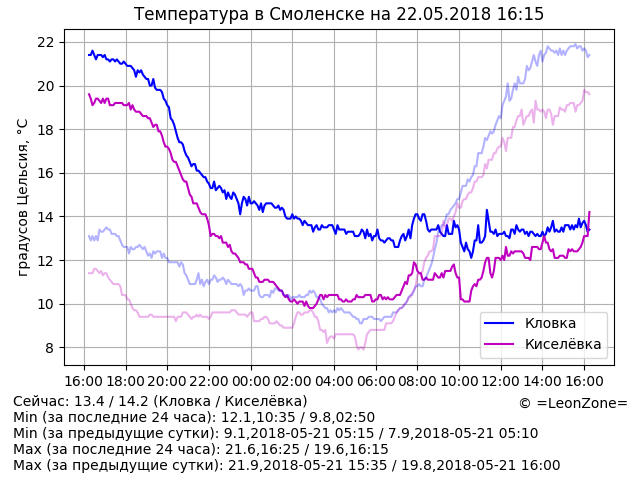 Температура в Смоленске на 22.05.2018 16:15
градусов Цельсия, °C
22
20
18
16
14
12
10
8
16:00 18:00 20:00 22:00 00:00 02:00 04:00 06:00 08:00 10:00 12:00 14:00 16:00
Кловка
Киселёвка
© =LeonZone=
Сейчас: 13.4 / 14.2 (Кловка / Киселёвка)
Min (за последние 24 часа): 12.1,10:35 / 9.8,02:50
Min (за предыдущие сутки): 9.1,2018-05-21 05:15 / 7.9,2018-05-21 05:10
Max (за последние 24 часа): 21.6,16:25 / 19.6,16:15
Max (за предыдущие сутки): 21.9,2018-05-21 15:35 / 19.8,2018-05-21 16:00